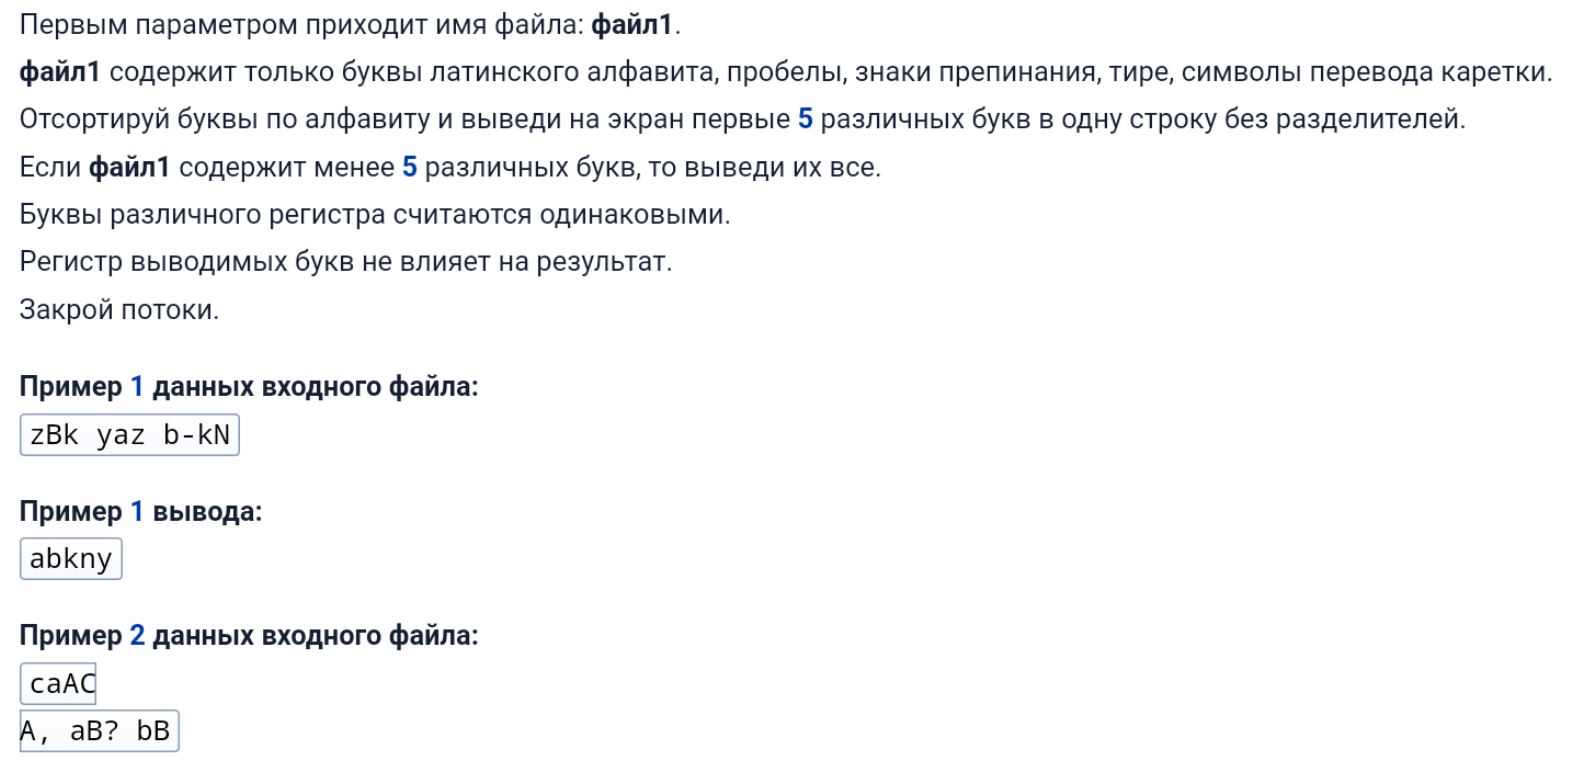 Первым параметром приходит имя файла: файл1.
файл1 содержит только буквы латинского алфавита, пробелы, знаки препинания, тире, символы перевода каретки.
Отсортируй буквы по алфавиту и выведи на экран первые 5 различных букв в одну строку без разделителей.
Если файл1 содержит менее 5 различных букв, то выведи их все.
Буквы различного регистра считаются одинаковыми.
Регистр выводимых букв не влияет на результат.
Закрой потоки.
Пример 1 данных входного файла:
zBk yaz b-kN
Пример 1 вывода:
abkny
Пример 2 данных входного файла:
caAC
A, aB? bB